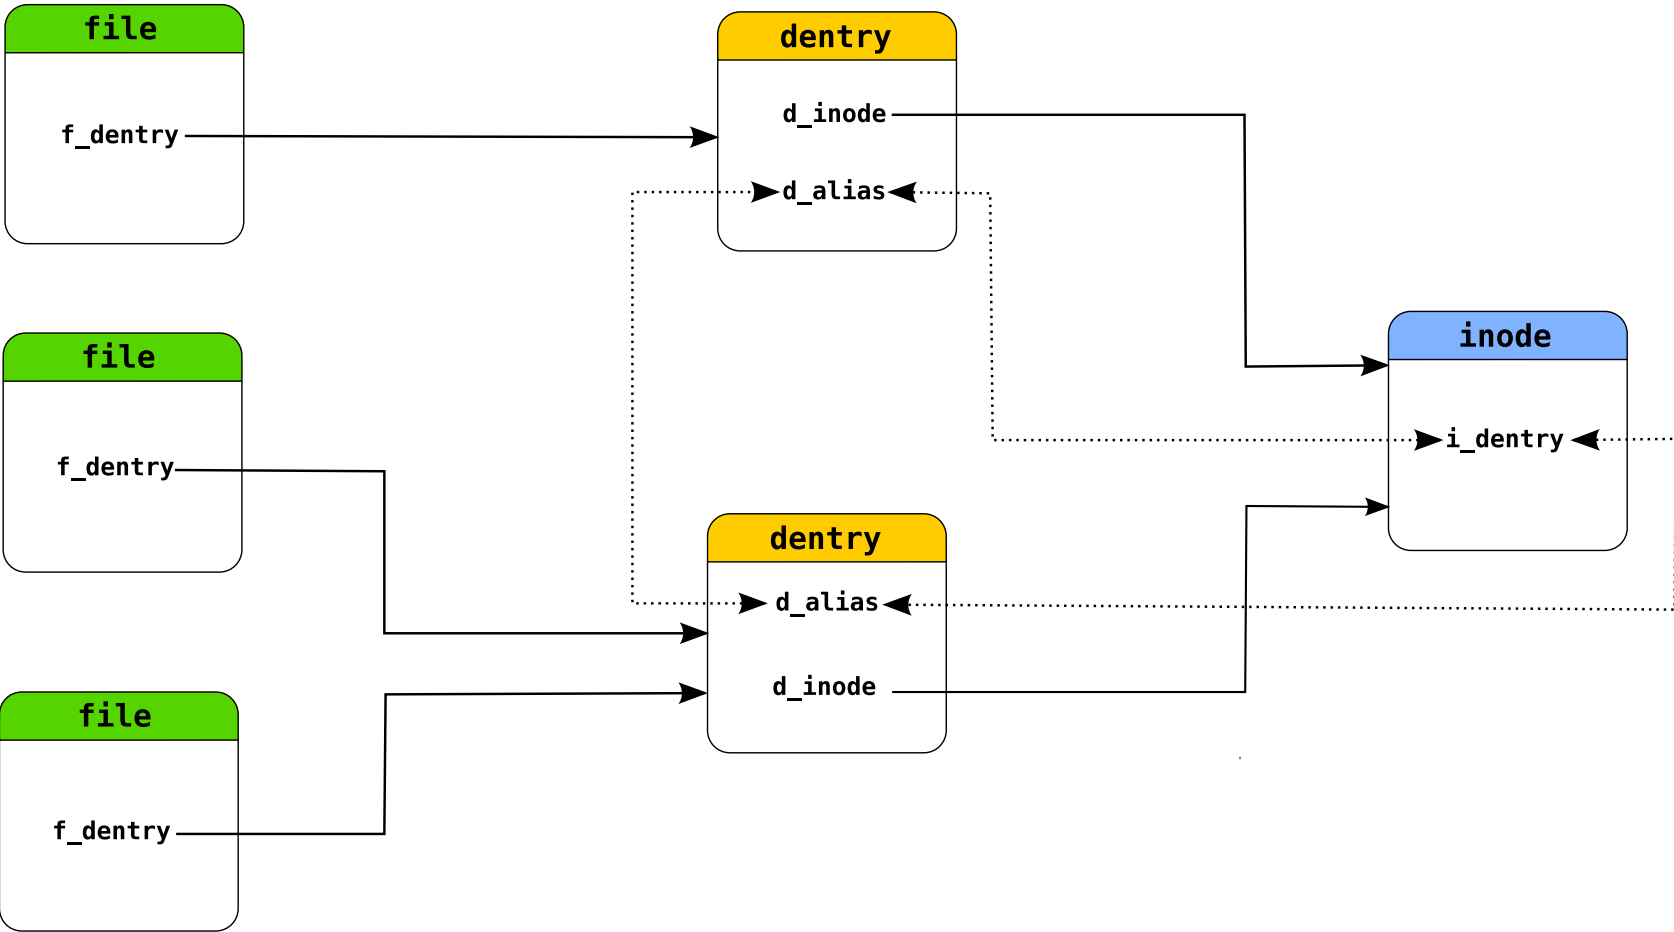 file
f_dentry
dentry
d_inode
d_alias
file
f_dentry
inode
i_dentry
dentry
d_alias
d_inode
file
f_dentry